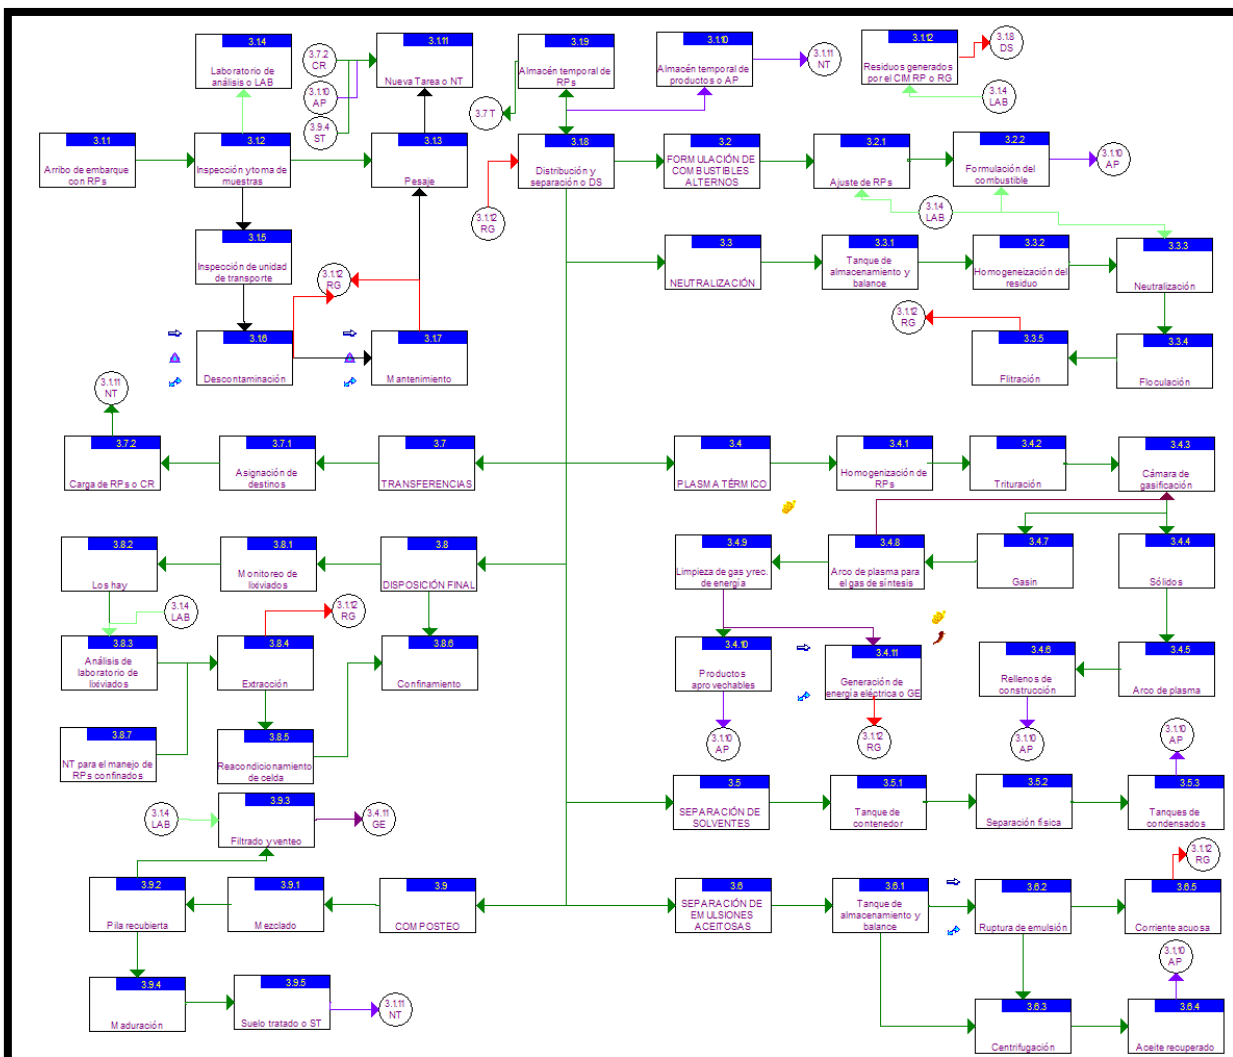 3.1.4
Laboratorio de
análisis o LAB
3.7.2
CR
3.1.10
AP
3.9.4
ST
3.1.11
Nueva Tarea o NT
3.1.9
Almacén temporal de
RPs
3.7 T
3.1.10
Almacén temporal de
productos o AP
3.1.11
NT
3.1.12
Residuos generados
por el CIM RP o RG
3.1.8
DS
3.1.4
LAB
3.1.1
Arribo de embarque
con RPs
3.1.2
Inspección y toma de
muestras
3.1.3
Pesaje
3.1.12
RG
3.1.8
Distribución y
separación o DS
3.2
FORMULACIÓN DE
COMBUSTIBLES
ALTERNOS
3.2.1
Ajuste de RPs
3.2.2
Formulación del
combustible
3.1.10
AP
3.1.4
LAB
3.1.5
Inspección de unidad
de transporte
3.1.12
RG
3.3
NEUTRALIZACIÓN
3.3.1
Tanque de
almacenamiento y
balance
3.3.2
Homogeneización del
residuo
3.3.3
Neutralización
3.1.6
Descontaminación
3.1.7
Mantenimiento
3.1.12
RG
3.3.5
Flitración
3.3.4
Floculación
3.1.11
NT
3.7.2
Carga de RPs o CR
3.7.1
Asignación de
destinos
3.7
TRANSFERENCIAS
3.4
PLASMA TÉRMICO
3.4.1
Homogenización de
RPs
3.4.2
Trituración
3.4.3
Cámara de
gasificación
3.8.2
Los hay
3.8.1
Monitoreo de
lixiviados
3.8
DISPOSICIÓN FINAL
3.4.9
Limpieza de gas y rec.
de energía
3.4.8
Arco de plasma para
el gas de síntesis
3.4.7
Gasin
3.4.4
Sólidos
3.1.4
LAB
3.1.12
RG
3.8.3
Análisis de
laboratorio de
lixiviados
3.8.4
Extracción
3.8.6
Confinamiento
3.4.10
Productos
aprovechables
3.4.11
Generación de
energía eléctrica o GE
3.4.6
Rellenos de
construcción
3.4.5
Arco de plasma
3.8.7
NT para el manejo de
RPs confinados
3.8.5
Reacondicionamiento
de celda
3.1.10
AP
3.1.12
RG
3.1.10
AP
3.1.10
AP
3.1.4
LAB
3.9.3
Filtrado y venteo
3.4.11
GE
3.5
SEPARACIÓN DE
SOLVENTES
3.5.1
Tanque de
contenedor
3.5.2
Separación física
3.5.3
Tanques de
condensados
3.1.12
RG
3.9.2
Pila recubierta
3.9.1
Mezclado
3.9
COMPOSTEO
3.6
SEPARACIÓN DE
EMULSIONES
ACEITOSAS
3.6.1
Tanque de
almacenamiento y
balance
3.6.2
Ruptura de emulsión
3.6.5
Corriente acuosa
3.1.10
AP
3.9.4
Maduración
3.9.5
Suelo tratado o ST
3.1.11
NT
3.6.3
Centrifugación
3.6.4
Aceite recuperado